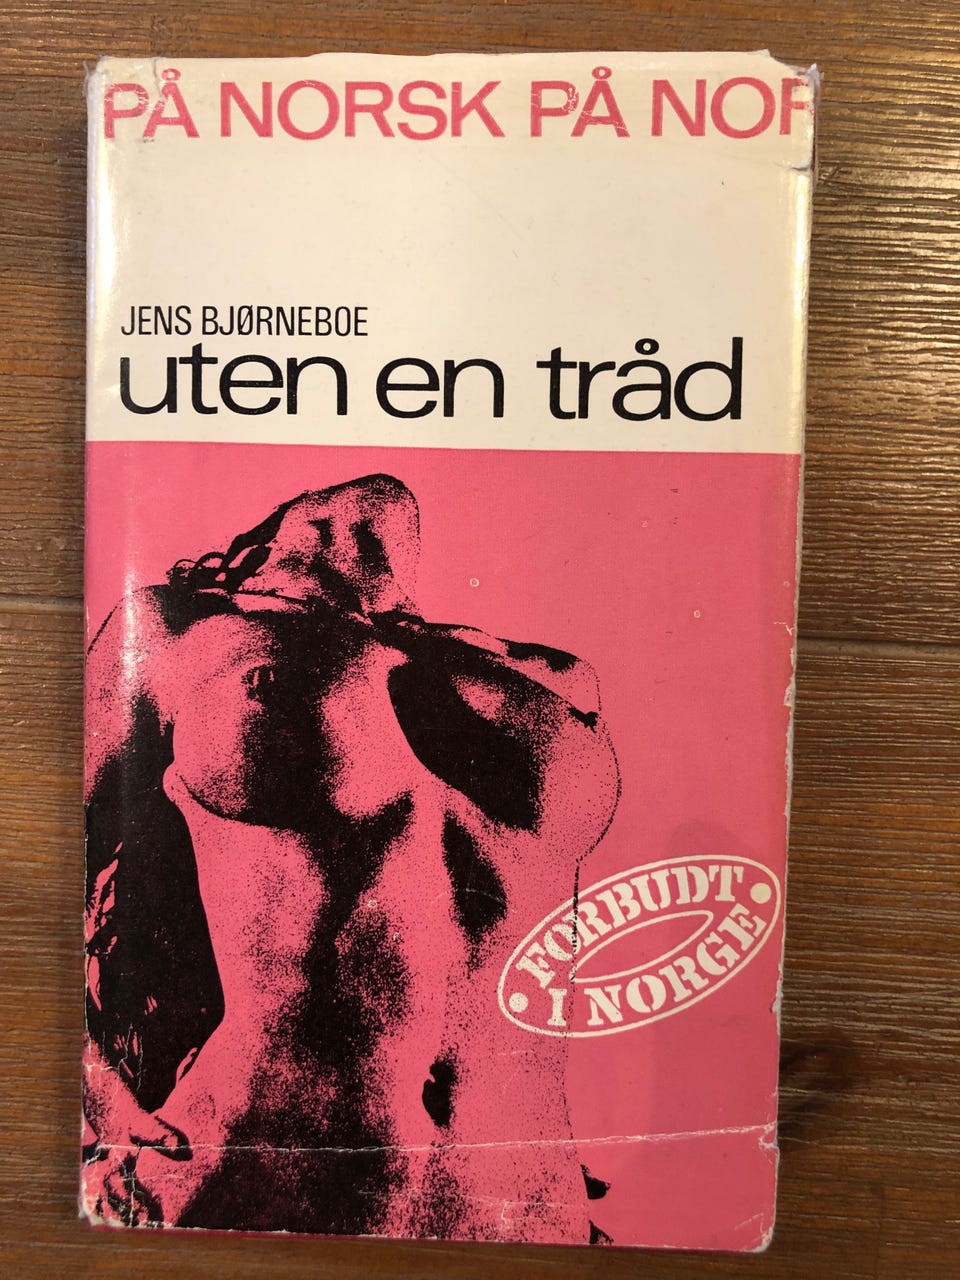 PÅ NORSK PÅ NOR
JENS BJØRNEBOE
uten en tråd
FORBUDT
I NORGE